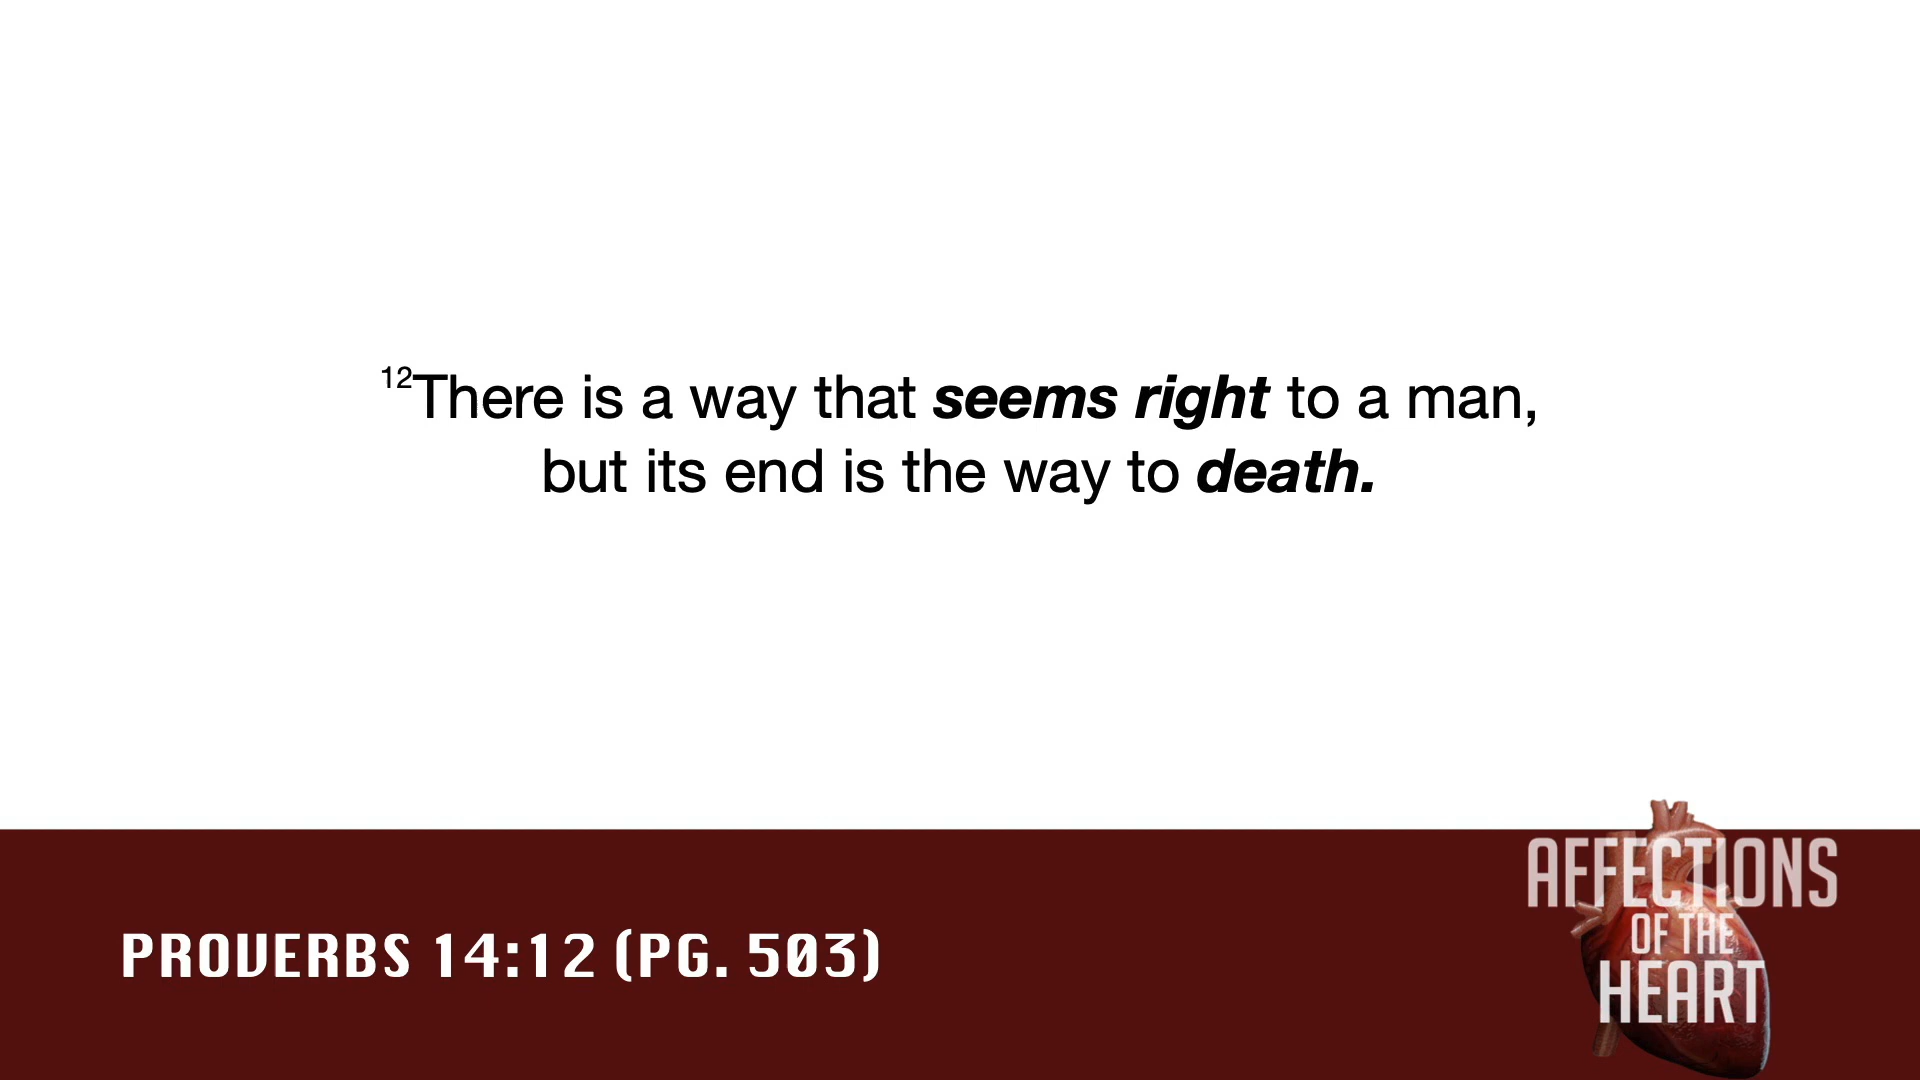 12There is a way that seems right to a man,
but its end is the way to death.
PROVERBS 14:12 (PG. 503)
AFFECTIONS
OF THE
HEART